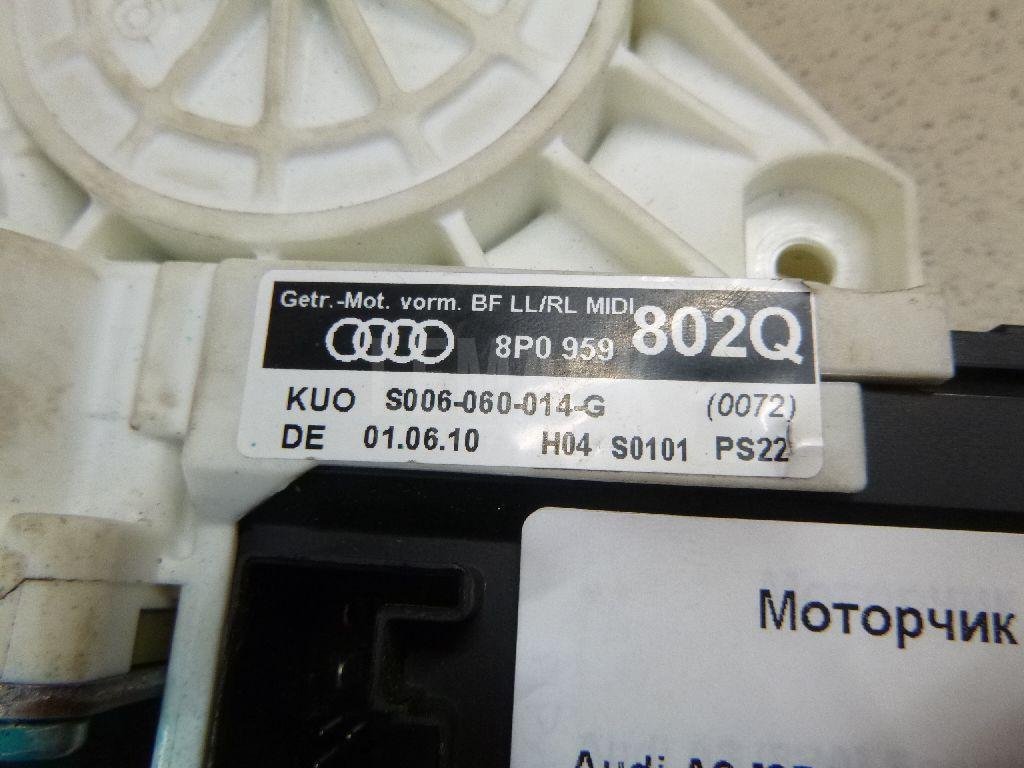 Getr.-Mot. vorm. BF LL/RL MIDI
8P0 959 802Q
KUO S006-060-014-G (0072)
DE 01.06.10 H04 S0101 PS22
Моторчик
Audi